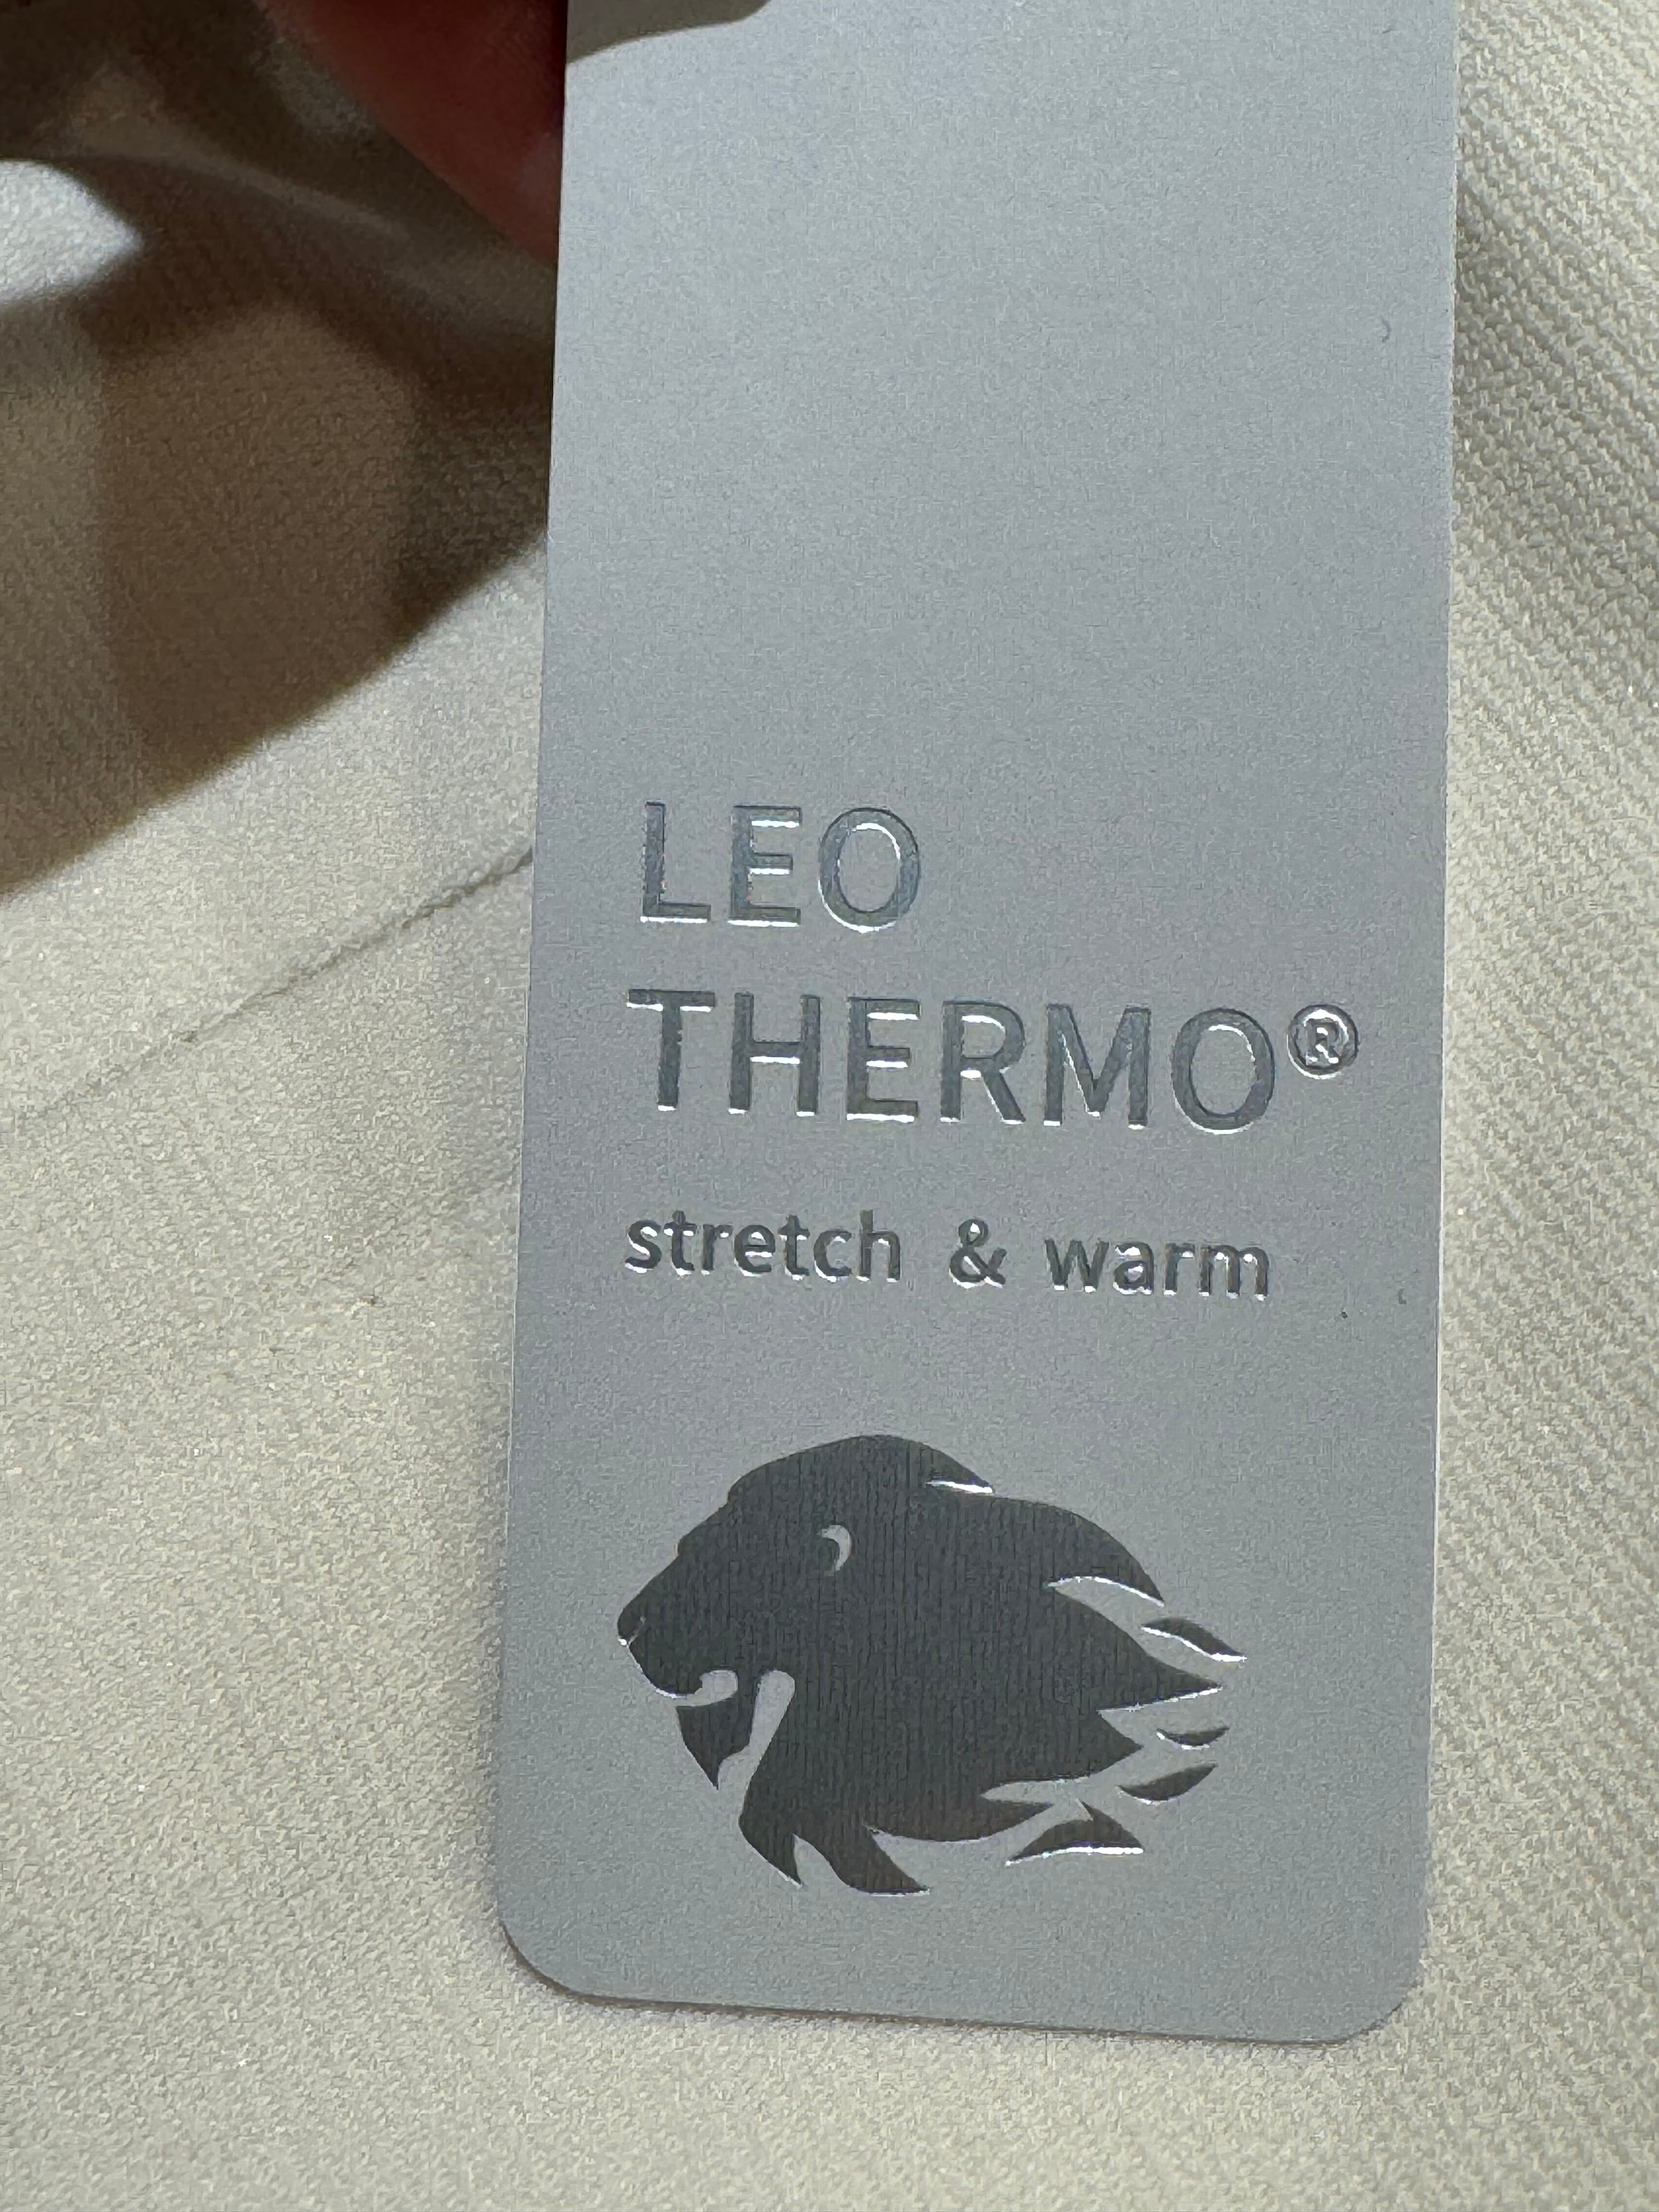 LEO
THERMO®
stretch & warm